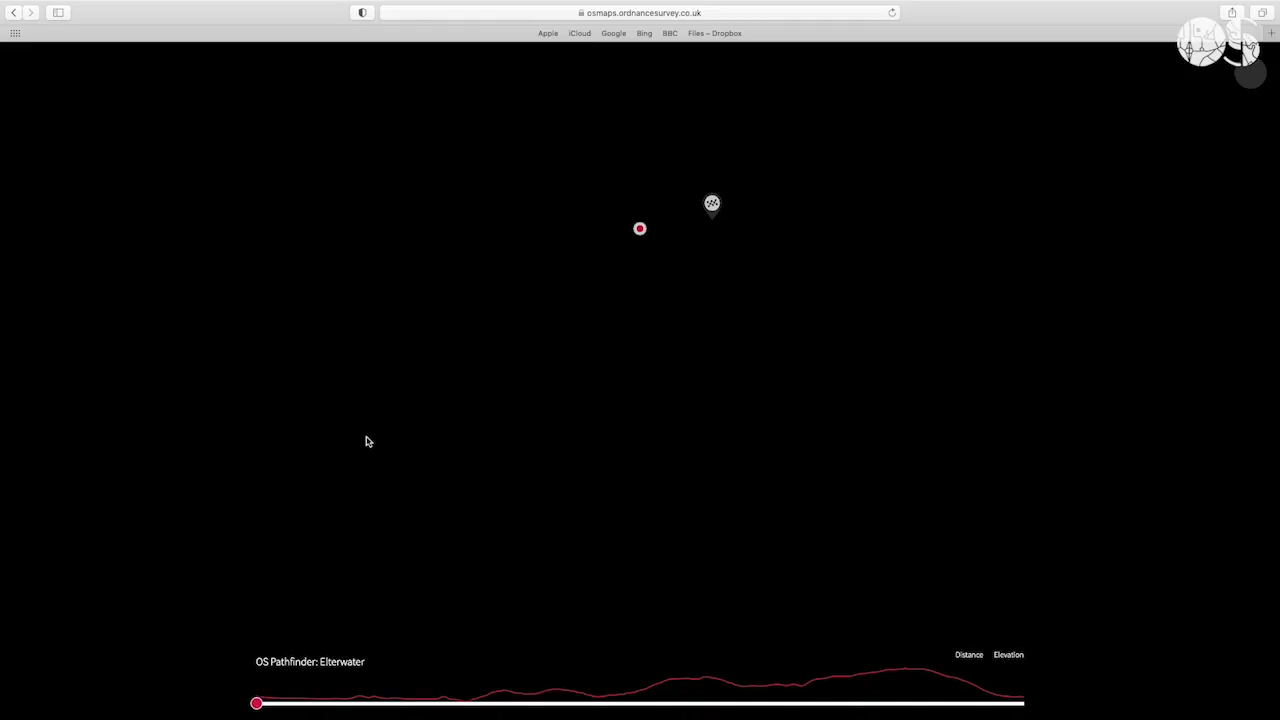 osmaps.ordnancesurvey.co.uk
Apple iCloud Google Bing BBC Files – Dropbox
OS Pathfinder: Elterwater
Distance Elevation